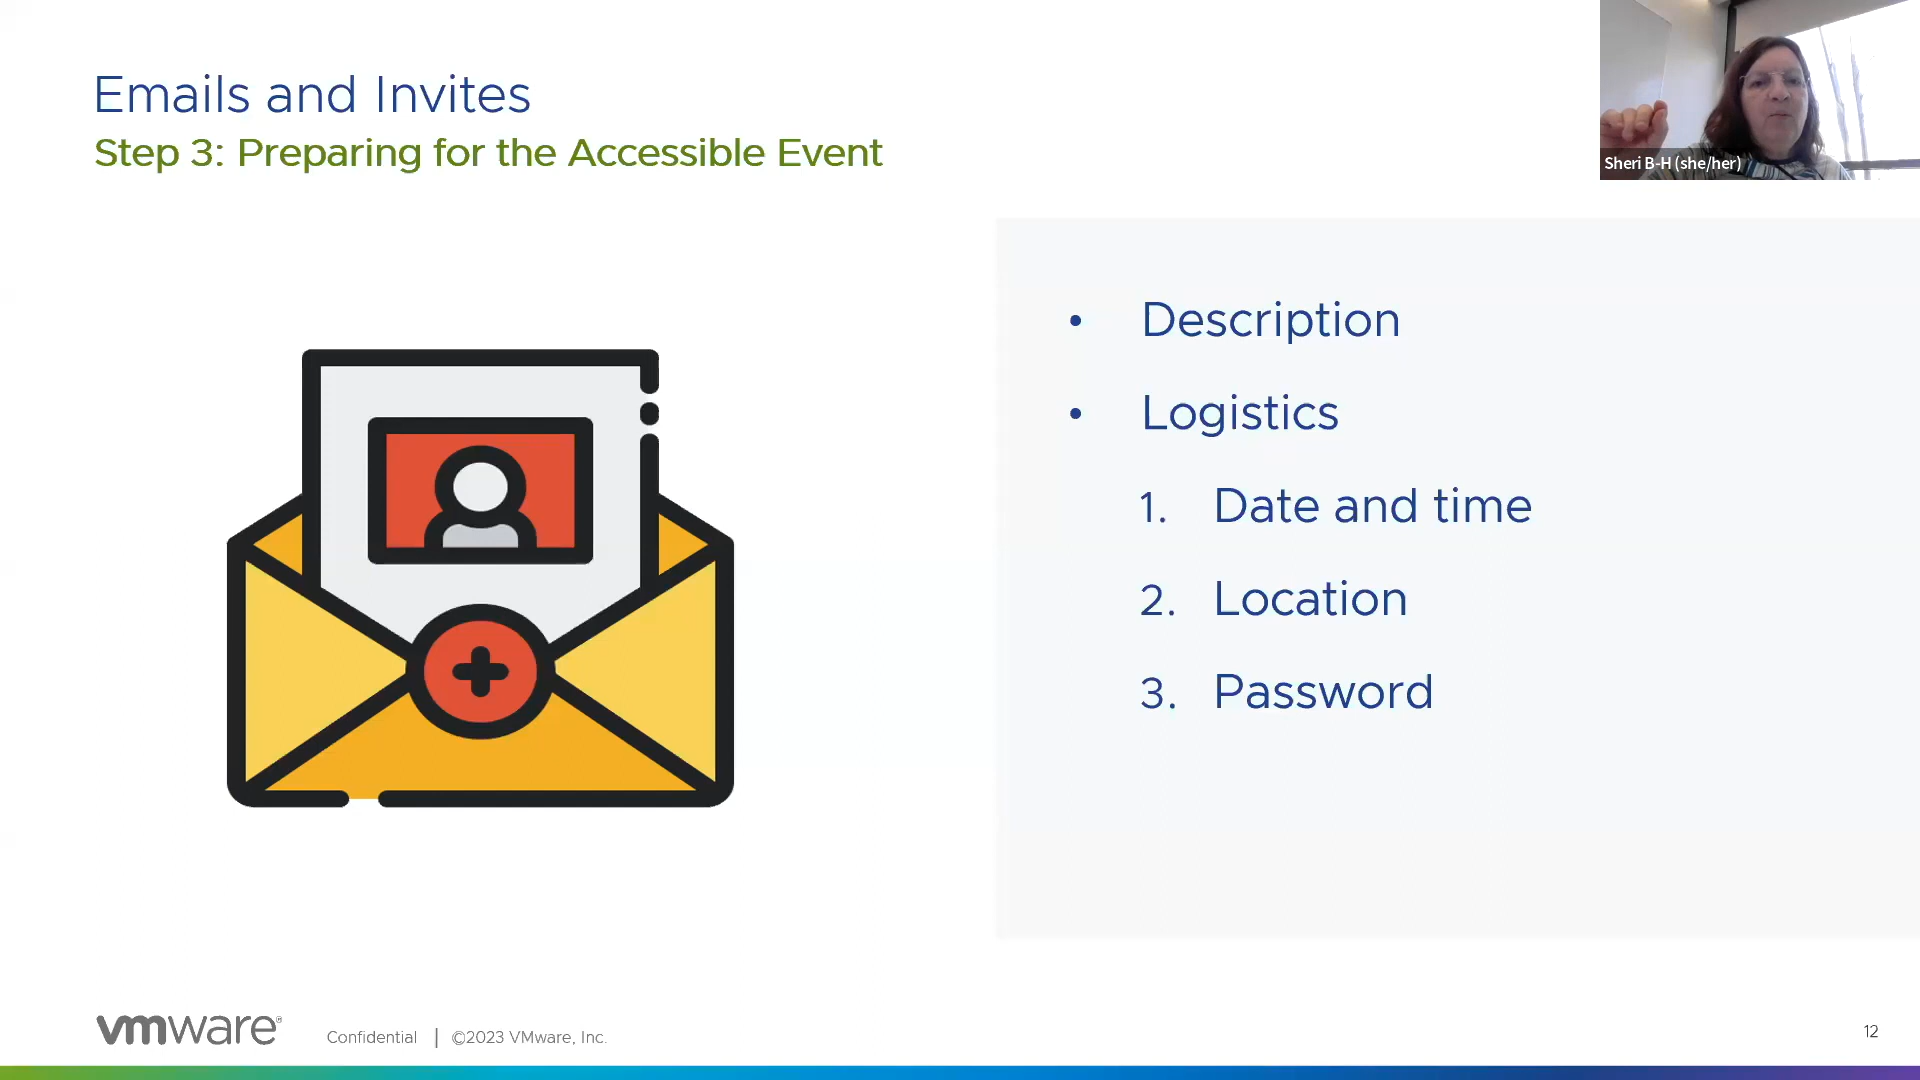 Emails and Invites
Step 3: Preparing for the Accessible Event
Sheri B-H (she/her)
• Description
• Logistics
1. Date and time
2. Location
3. Password
vmware®
Confidential | ©2023 VMware, Inc.
12